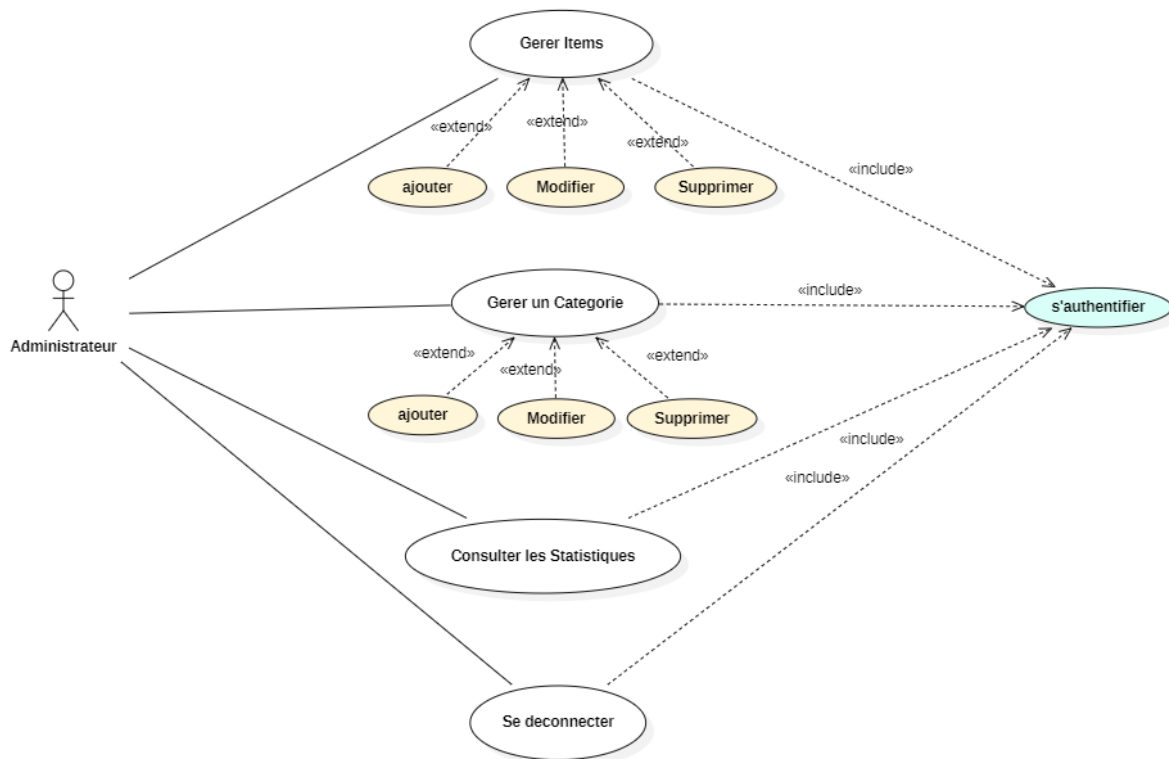 Gerer Items
«extend»
«extend»
«extend»
«include»
ajouter
Modifier
Supprimer
Administrateur
Gerer un Categorie
«include»
s'authentifier
«extend»
«extend»
«extend»
ajouter
Modifier
Supprimer
«include»
«include»
Consulter les Statistiques
Se deconnecter